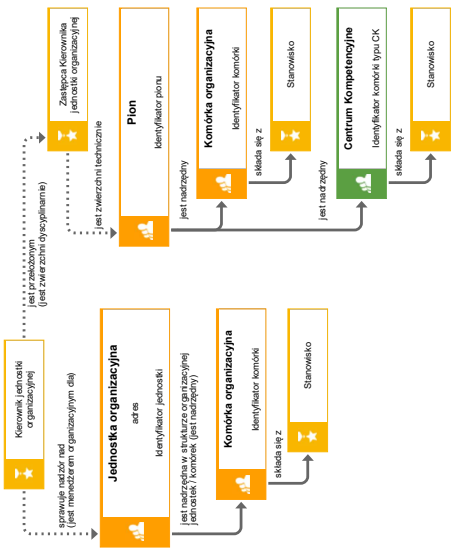 Kierownik jednostki
organizacyjnej
jest przełożonym
(jest zwierzchni dyscyplinarnie)
Zastępca Kierownika
jednostki organizacyjnej
sprawuje nadzór nad
(jest menedżerem organizacyjnym dla)
jest zwierzchni technicznie
Jednostka organizacyjna
adres
Identyfikator jednostki
Pion
Identyfikator pionu
jest nadrzędna w strukturze organizacyjnej
jednostek / komórek (jest nadrzędny)
jest nadrzędny
Komórka organizacyjna
Identyfikator komórki
Komórka organizacyjna
Identyfikator komórki
składa się z
składa się z
Stanowisko
Stanowisko
jest nadrzędny
Centrum Kompetencyjne
Identyfikator komórki typu CK
składa się z
Stanowisko